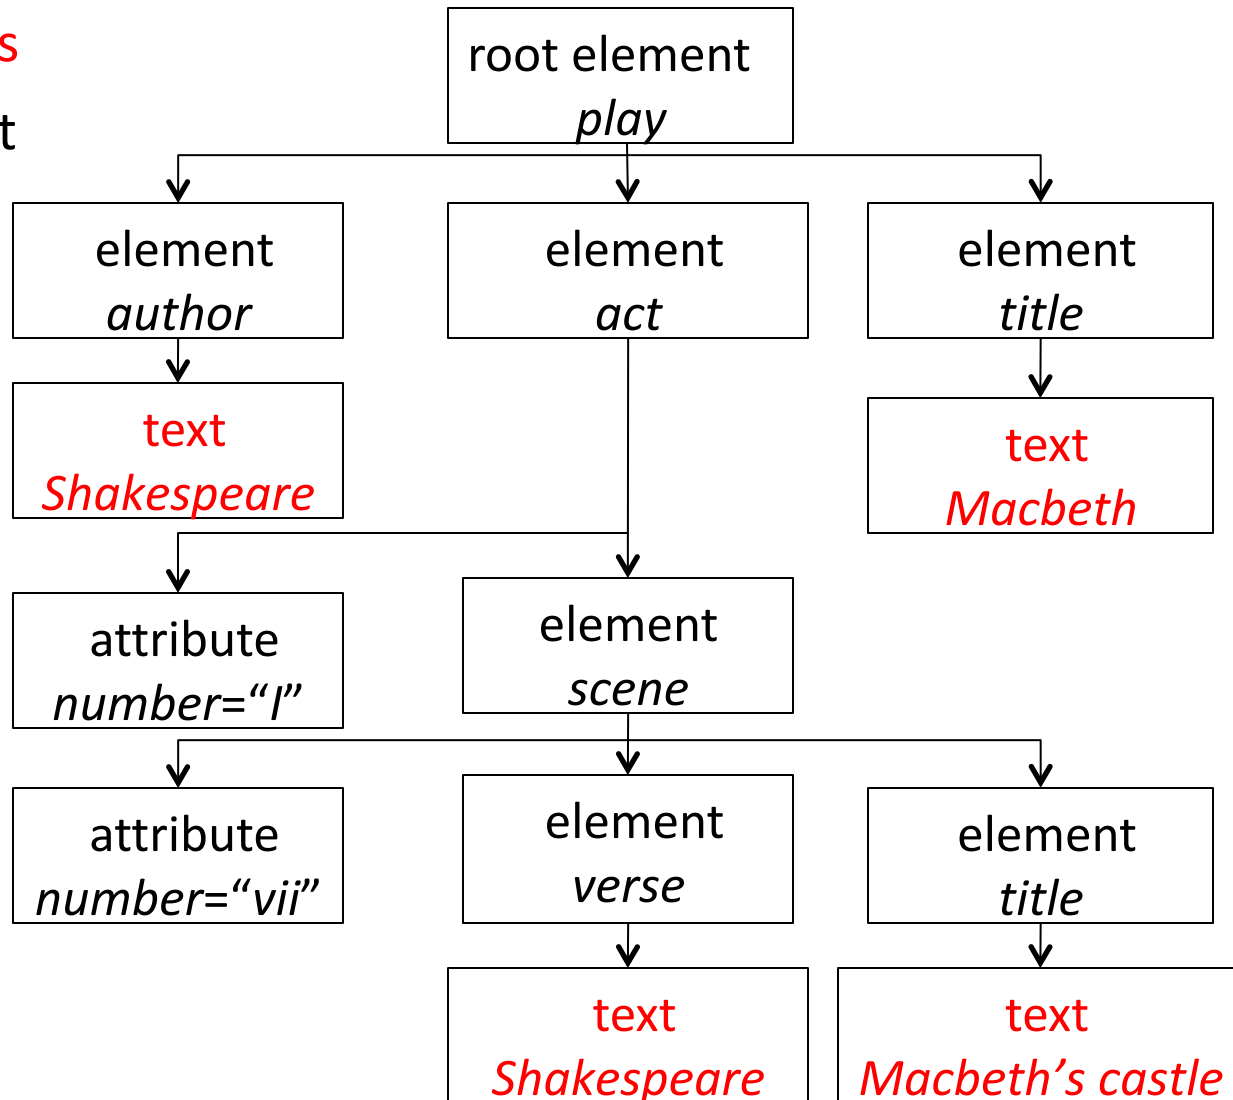 s
t
root element
play
element
author
element
act
element
title
text
Shakespeare
text
Macbeth
attribute
number=“I”
element
scene
attribute
number=“vii”
element
verse
element
title
text
Shakespeare
text
Macbeth’s castle